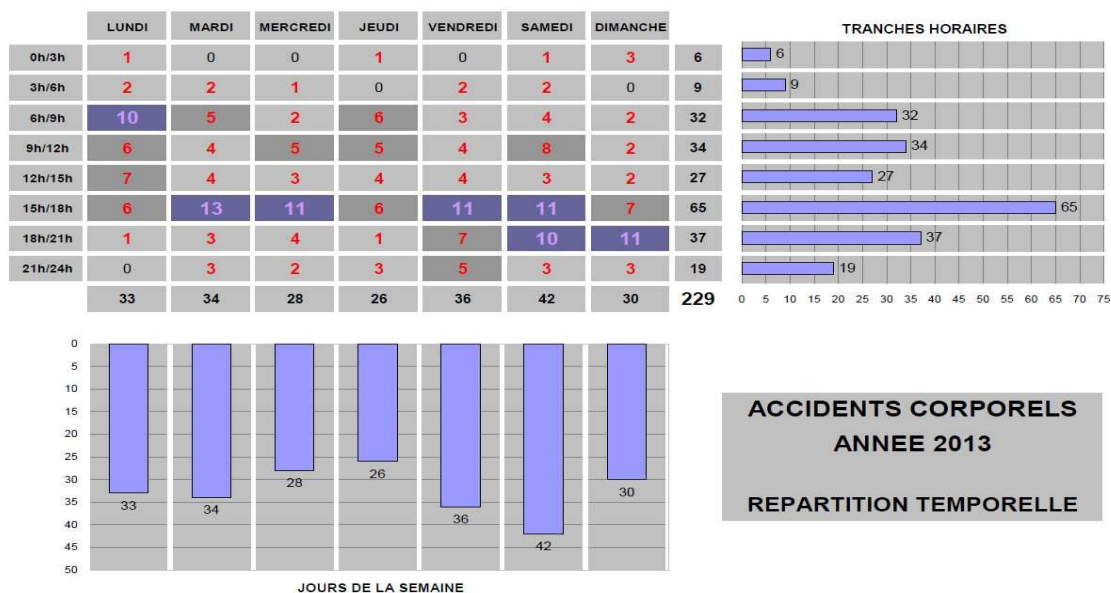 LUNDI MARDI MERCREDI JEUDI VENDREDI SAMEDI DIMANCHE
0h/3h 1 0 0 1 0 1 3 6
3h/6h 2 2 1 0 2 2 0 9
6h/9h 10 5 2 6 3 4 2 32
9h/12h 6 4 5 5 4 8 2 34
12h/15h 7 4 3 4 4 3 2 27
15h/18h 6 13 11 6 11 11 7 65
18h/21h 1 3 4 1 7 10 11 37
21h/24h 0 3 2 3 5 3 3 19
33 34 28 26 36 42 30 229
TRANCHES HORAIRES
6
9
32
34
27
65
37
19
0 5 10 15 20 25 30 35 40 45 50 55 60 65 70 75
0
5
10
15
20
25
30
35
40
45
50
33 34 28 26 36 42 30
JOURS DE LA SEMAINE
ACCIDENTS CORPORELS
ANNEE 2013
REPARTITION TEMPORELLE